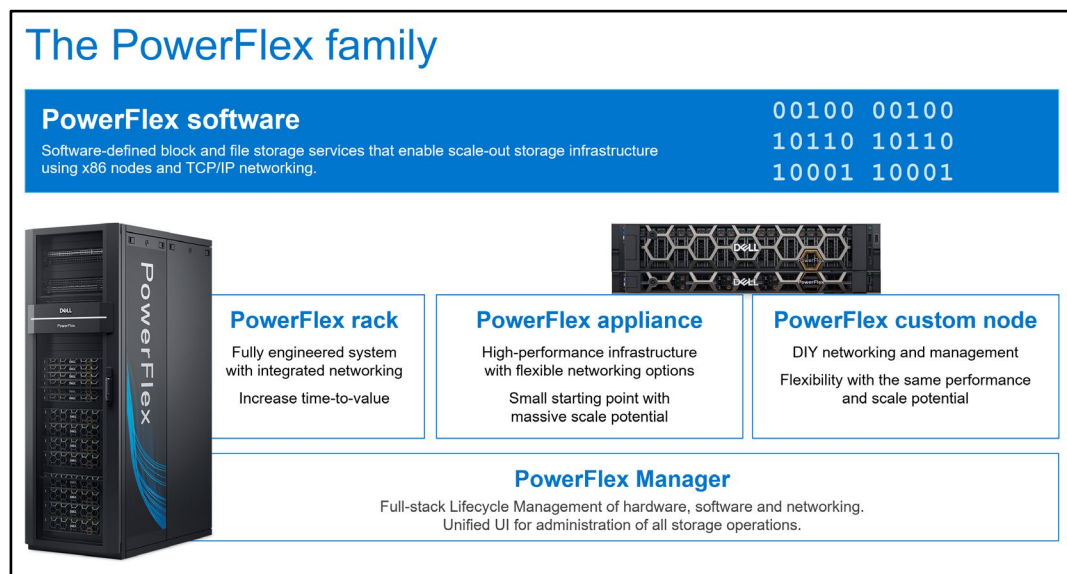 The PowerFlex family
PowerFlex software
Software-defined block and file storage services that enable scale-out storage infrastructure
using x86 nodes and TCP/IP networking.
00100 00100
10110 10110
10001 10001
PowerFlex
DELL
PowerFlex
DELL
PowerFlex
DELL
PowerFlex
PowerFlex rack
Fully engineered system
with integrated networking
Increase time-to-value
PowerFlex appliance
High-performance infrastructure
with flexible networking options
Small starting point with
massive scale potential
PowerFlex custom node
DIY networking and management
Flexibility with the same performance
and scale potential
PowerFlex Manager
Full-stack Lifecycle Management of hardware, software and networking.
Unified UI for administration of all storage operations.